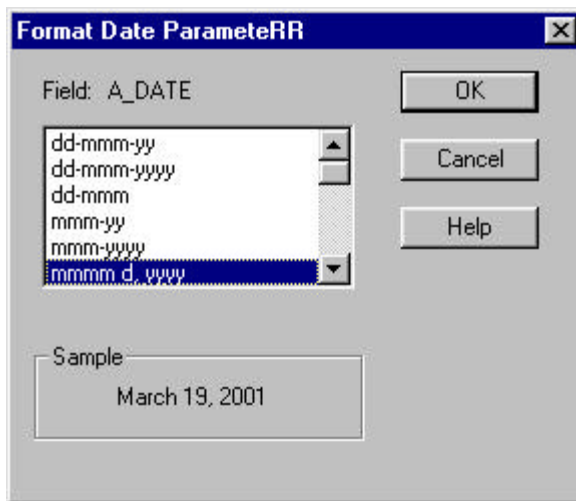 Format Date ParameteRR
Field: A_DATE
dd-mmm-yy
dd-mmm-yyyy
dd-mmm
mmm-yy
mmm-yyyy
mmmm d, yyyy
OK
Cancel
Help
Sample
March 19, 2001